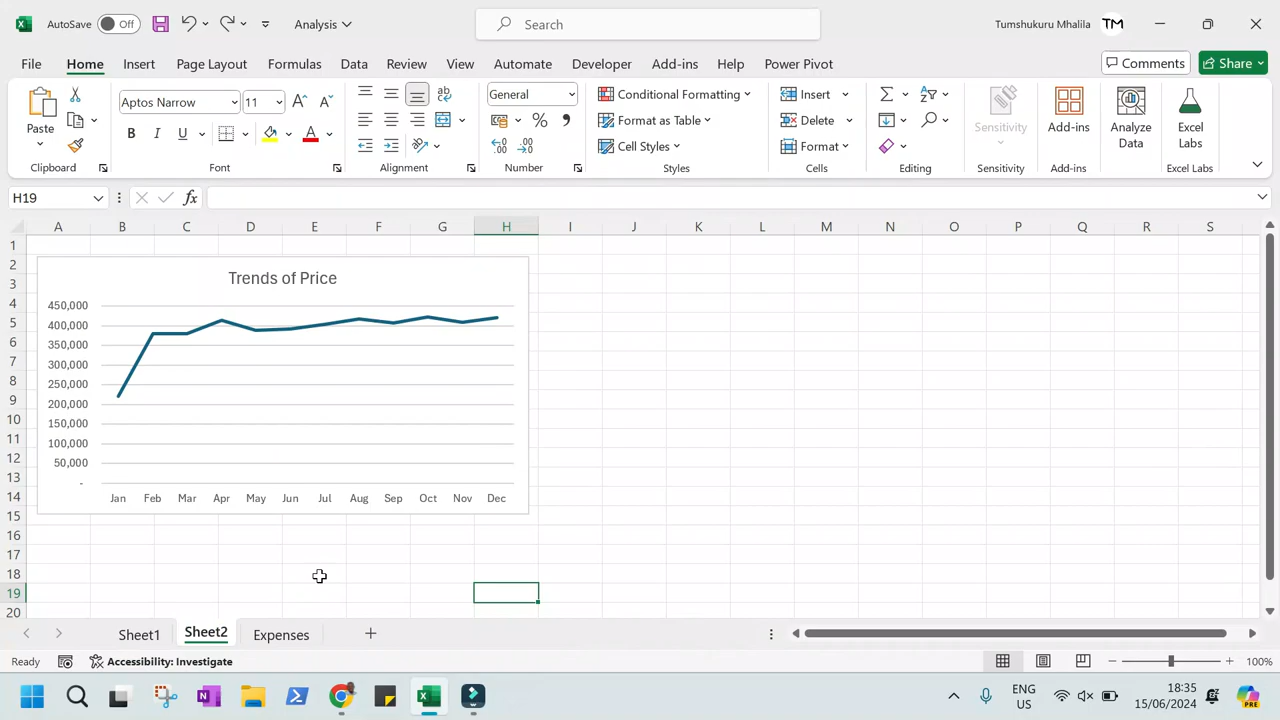 AutoSave Off Analysis Search Tumshukuru Mhalila TM
File Home Insert Page Layout Formulas Data Review View Automate Developer Add-ins Help Power Pivot Comments Share
Paste Aptos Narrow 11 General Conditional Formatting Insert
B I U % Format as Table Delete Sensitivity Add-ins Analyze Data Excel Labs
Cell Styles Format
Clipboard Font Alignment Number Styles Cells Editing Sensitivity Add-ins Excel Labs
H19 fx
A B C D E F G H I J K L M N O P Q R S
1
2
3
4
5
6
7
8
9
10
11
12
13
14
15
16
17
18
19
20
Trends of Price
450,000
400,000
350,000
300,000
250,000
200,000
150,000
100,000
50,000
-
Jan Feb Mar Apr May Jun Jul Aug Sep Oct Nov Dec
Sheet1 Sheet2 Expenses
Ready Accessibility: Investigate 100%
ENG US 18:35 15/06/2024 PRE